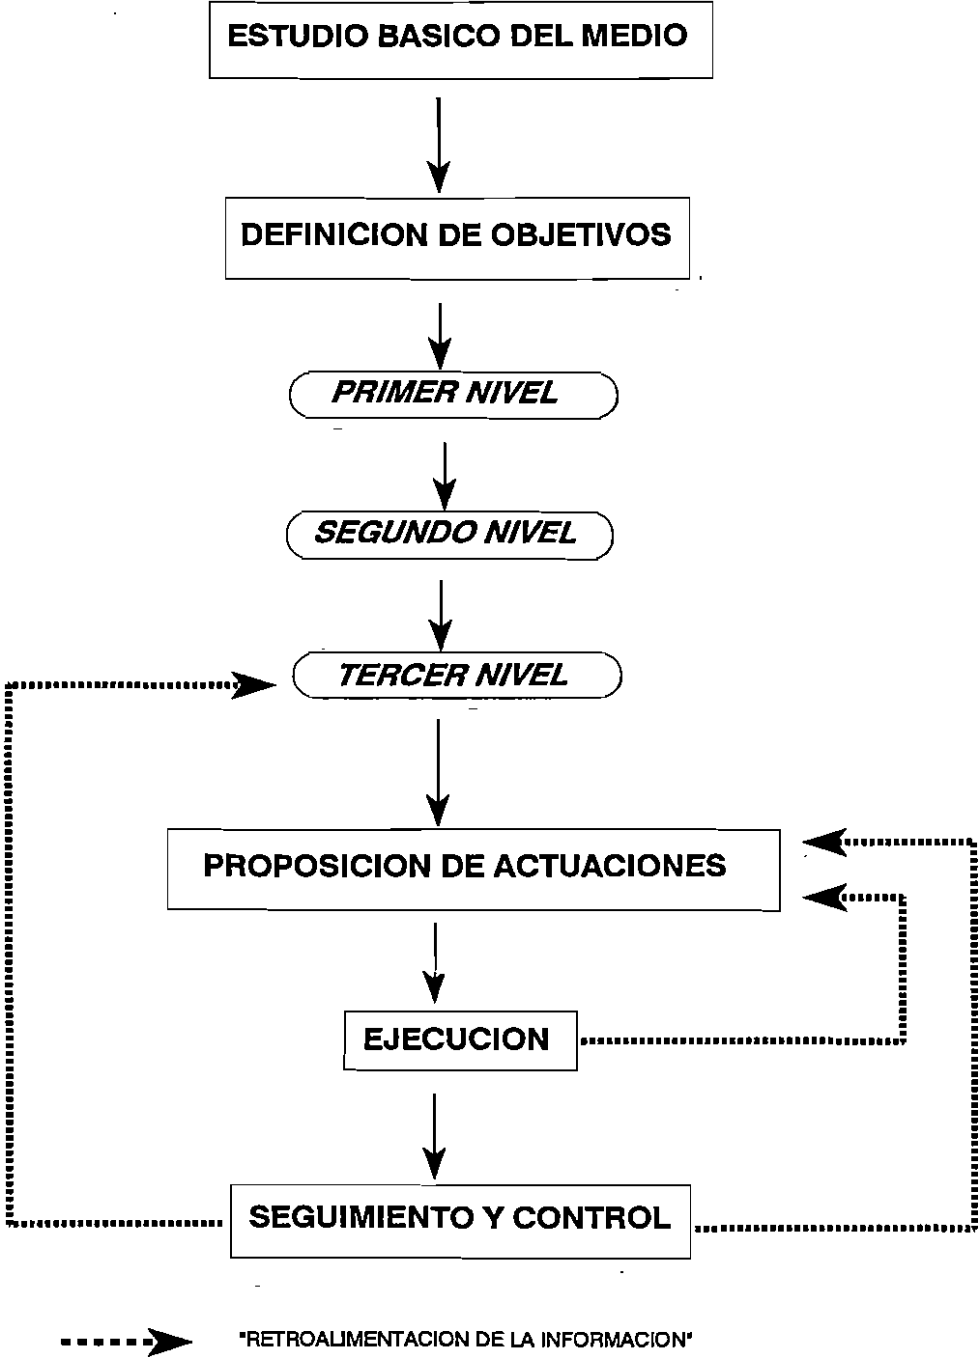 ESTUDIO BASICO DEL MEDIO
DEFINICION DE OBJETIVOS
PRIMER NIVEL
SEGUNDO NIVEL
TERCER NIVEL
PROPOSICION DE ACTUACIONES
EJECUCION
SEGUIMIENTO Y CONTROL
"RETROALIMENTACION DE LA INFORMACION"